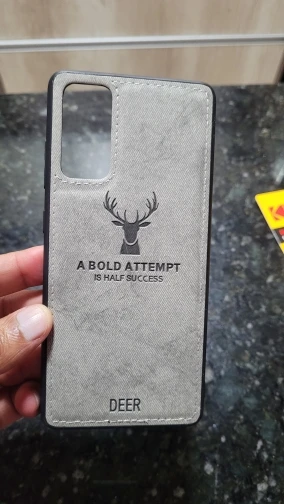 A BOLD ATTEMPT
IS HALF SUCCESS
DEER